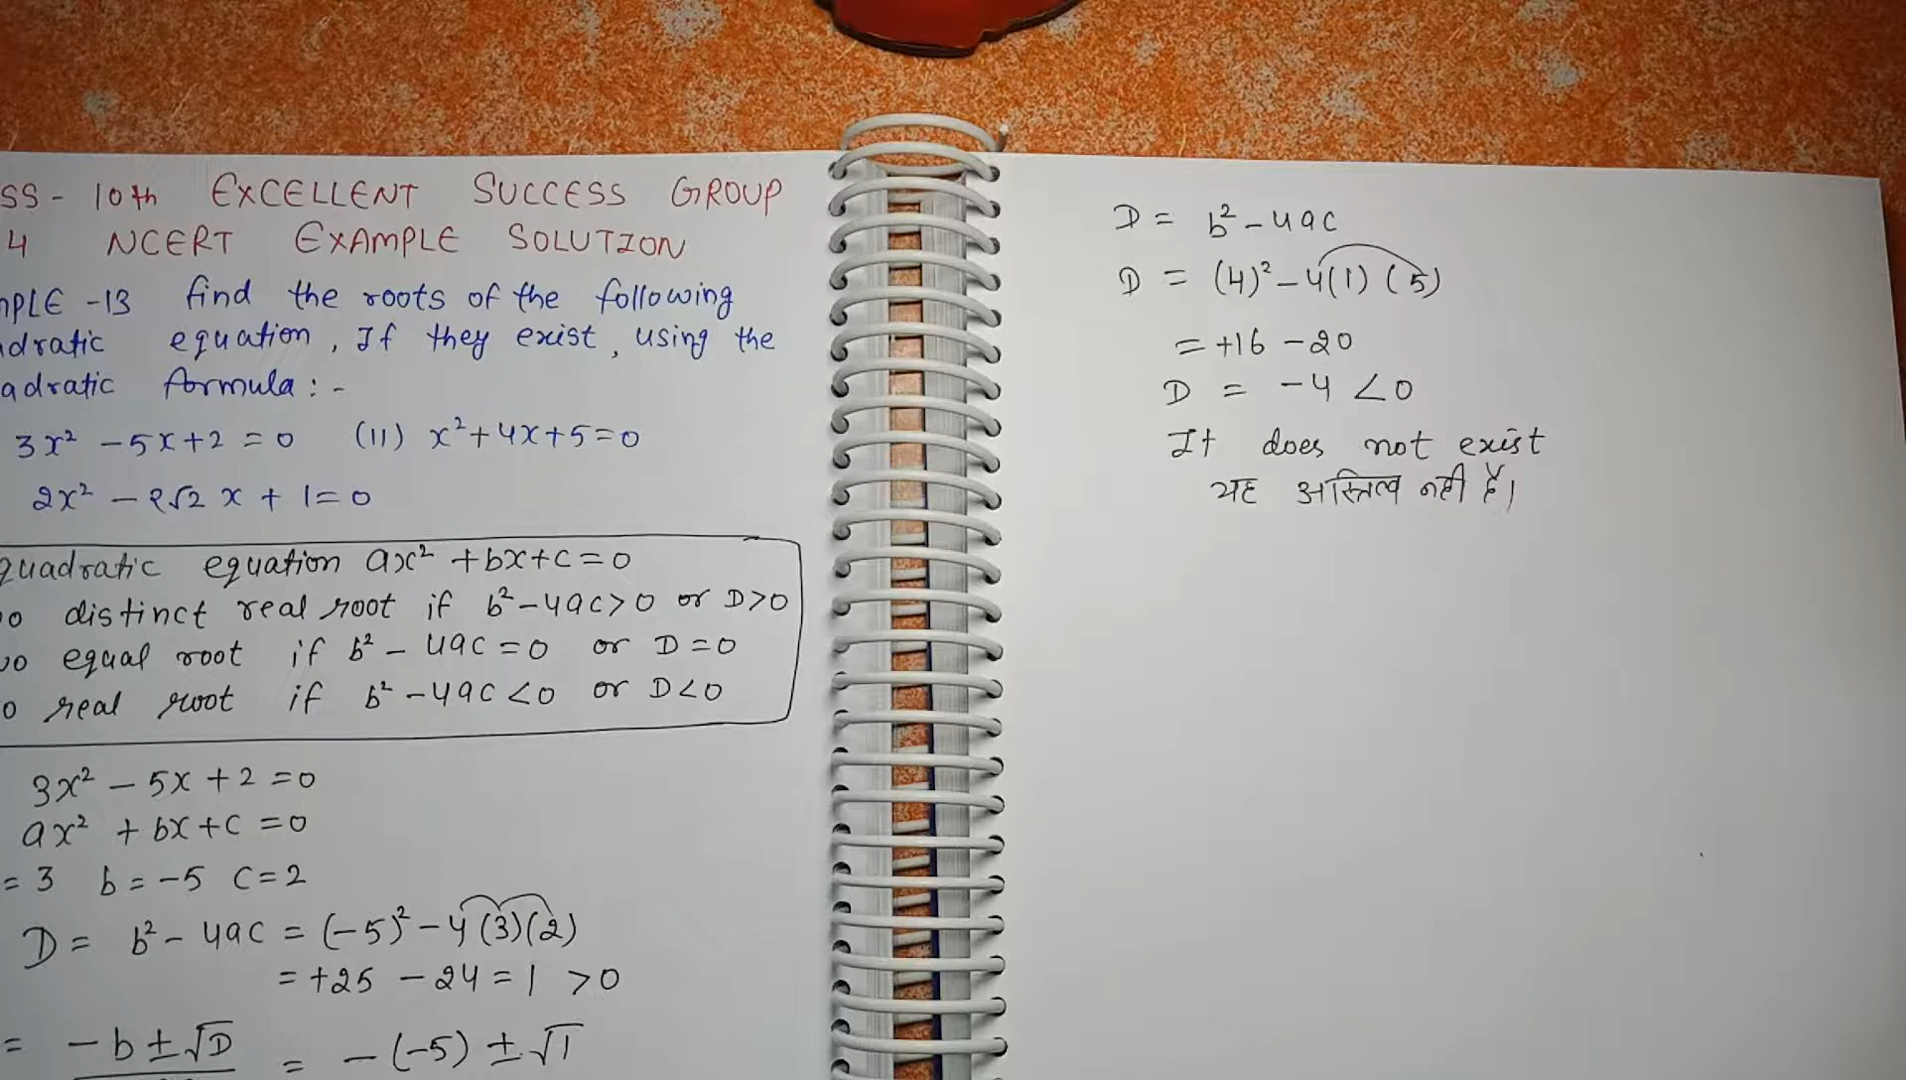 10th EXCELLENT SUCCESS GROUP
4 NCERT EXAMPLE SOLUTION
-13 find the roots of the following
equation, If they exist, using the
formula:-
3x² - 5x + 2 = 0 (11) x² + 4x + 5 = 0
2x² - 2√2 x + 1 = 0
quadratic equation ax² + bx + c = 0
distinct real root if b² - 4ac > 0 or D > 0
equal root if b² - 4ac = 0 or D = 0
real root if b² - 4ac < 0 or D < 0
3x² - 5x + 2 = 0
ax² + bx + c = 0
= 3 b = -5 c = 2
D = b² - 4ac = (-5)² - 4(3)(2)
= +25 - 24 = 1 > 0
= -b ± √D = -(-5) ± √1
D = b² - 4ac
D = (4)² - 4(1) (5)
= +16 - 20
D = -4 < 0
It does not exist
यह अस्तित्व नही है।